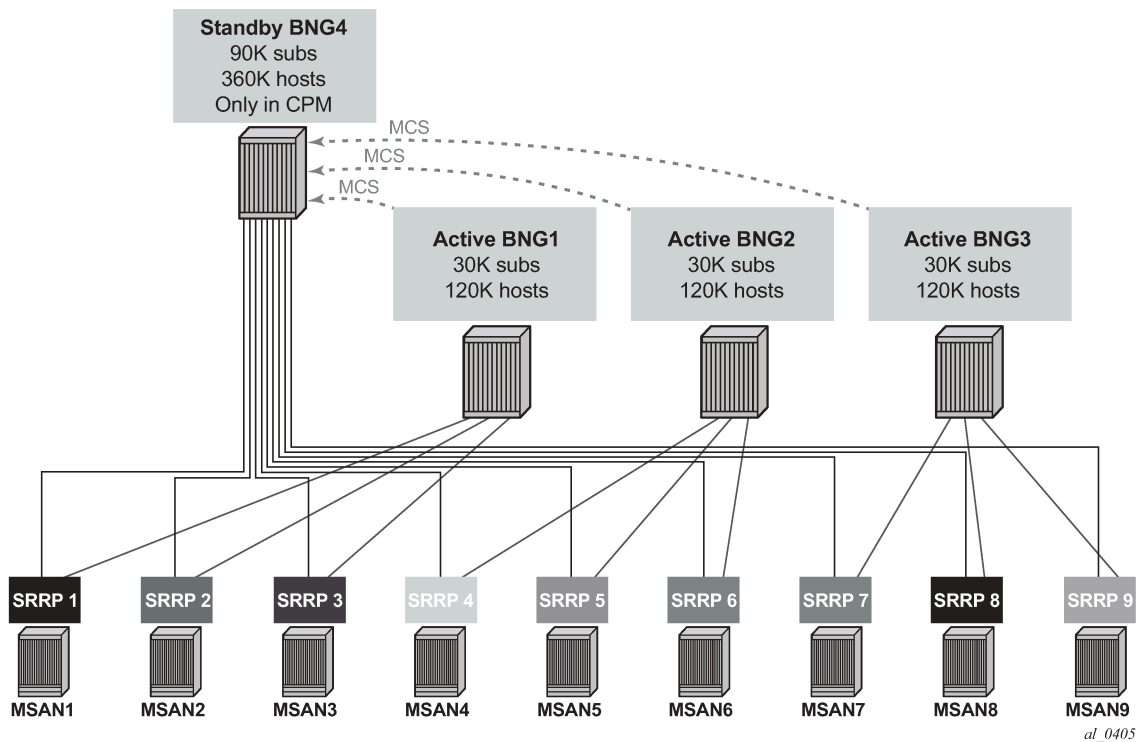 Standby BNG4
90K subs
360K hosts
Only in CPM
MCS
MCS
MCS
Active BNG1
30K subs
120K hosts
Active BNG2
30K subs
120K hosts
Active BNG3
30K subs
120K hosts
SRRP 1
SRRP 2
SRRP 3
SRRP 4
SRRP 5
SRRP 6
SRRP 7
SRRP 8
SRRP 9
MSAN1
MSAN2
MSAN3
MSAN4
MSAN5
MSAN6
MSAN7
MSAN8
MSAN9
al_0405